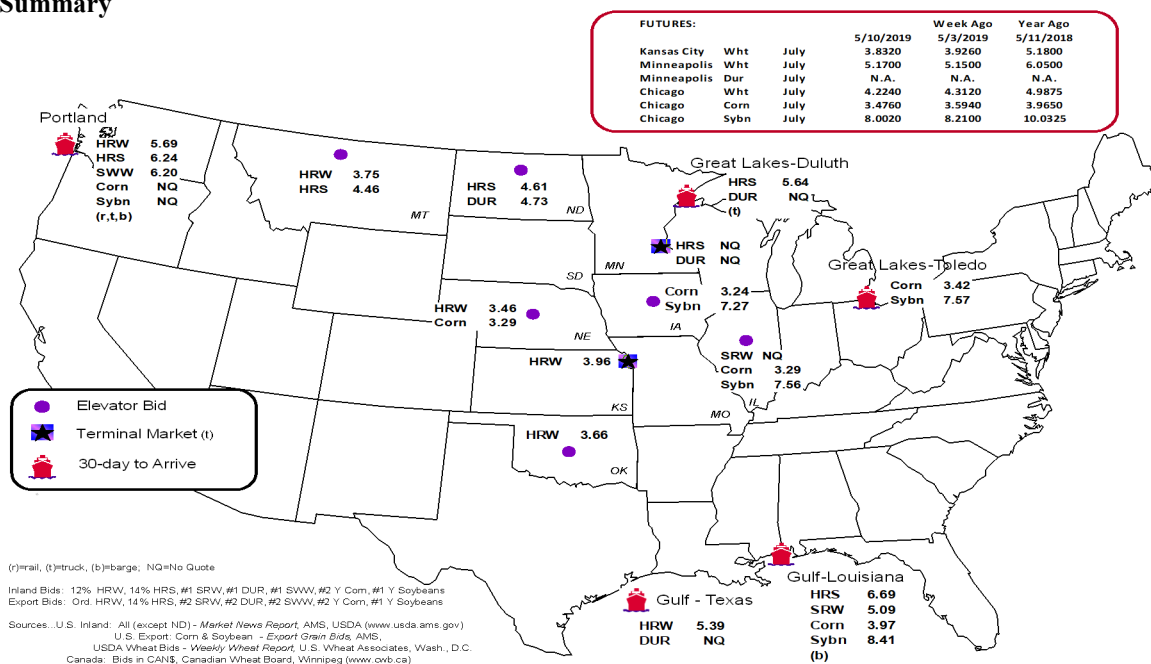 Summary
FUTURES: Week Ago Year Ago
5/10/2019 5/3/2019 5/11/2018
Kansas City Wht July 3.8320 3.9260 5.1800
Minneapolis Wht July 5.1700 5.1500 6.0500
Minneapolis Dur July N.A. N.A. N.A.
Chicago Wht July 4.2240 4.3120 4.9875
Chicago Corn July 3.4760 3.5940 3.9650
Chicago Sybn July 8.0020 8.2100 10.0325
Portland
HRW 5.69
HRS 6.24
SWW 6.20
Corn NQ
Sybn NQ
(r,t,b)
HRW 3.75
HRS 4.46
MT
HRS 4.61
DUR 4.73
ND
Great Lakes-Duluth
HRS 5.64
DUR NQ
(t)
HRS NQ
DUR NQ
MN
SD
Great Lakes-Toledo
Corn 3.42
Sybn 7.57
Corn 3.24
Sybn 7.27
IA
HRW 3.46
Corn 3.29
NE
SRW NQ
Corn 3.29
Sybn 7.56
IL
HRW 3.96
KS
MO
HRW 3.66
OK
Elevator Bid
Terminal Market (t)
30-day to Arrive
Gulf-Louisiana
HRS 6.69
SRW 5.09
Corn 3.97
Sybn 8.41
(b)
Gulf - Texas
HRW 5.39
DUR NQ
(r)=rail, (t)=truck, (b)=barge; NQ=No Quote
Inland Bids: 12% HRW, 14% HRS, #1 SRW, #1 DUR, #1 SWW, #2 Y Corn, #1 Y Soybeans
Export Bids: Ord. HRW, 14% HRS, #2 SRW, #2 DUR, #2 SWW, #2 Y Corn, #1 Y Soybeans
Sources...U.S. Inland: All (except ND) - Market News Report, AMS, USDA (www.usda.ams.gov)
U.S. Export: Corn & Soybean - Export Grain Bids, AMS,
USDA Wheat Bids - Weekly Wheat Report, U.S. Wheat Associates, Wash., D.C.
Canada: Bids in CAN$, Canadian Wheat Board, Winnipeg (www.cwb.ca)